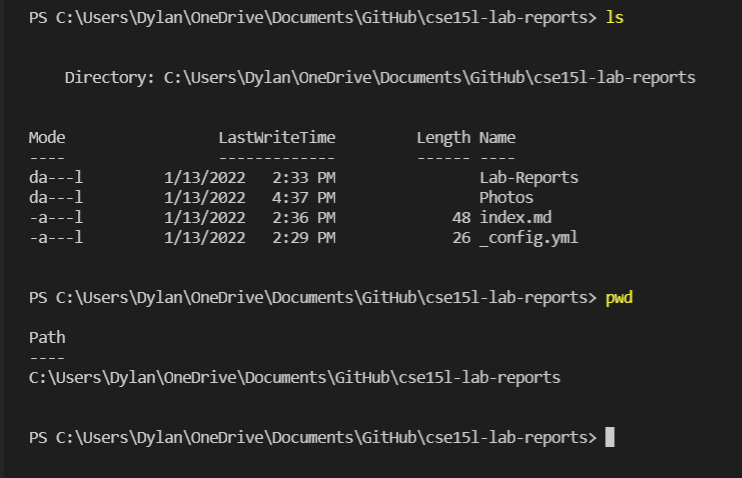 PS C:\Users\Dylan\OneDrive\Documents\GitHub\cse15l-lab-reports> ls
Directory: C:\Users\Dylan\OneDrive\Documents\GitHub\cse15l-lab-reports
Mode                 LastWriteTime         Length Name
----                 -------------         ------ ----
da---l         1/13/2022   2:33 PM                Lab-Reports
da---l         1/13/2022   4:37 PM                Photos
-a---l         1/13/2022   2:36 PM             48 index.md
-a---l         1/13/2022   2:29 PM             26 _config.yml
PS C:\Users\Dylan\OneDrive\Documents\GitHub\cse15l-lab-reports> pwd
Path
----
C:\Users\Dylan\OneDrive\Documents\GitHub\cse15l-lab-reports
PS C:\Users\Dylan\OneDrive\Documents\GitHub\cse15l-lab-reports>